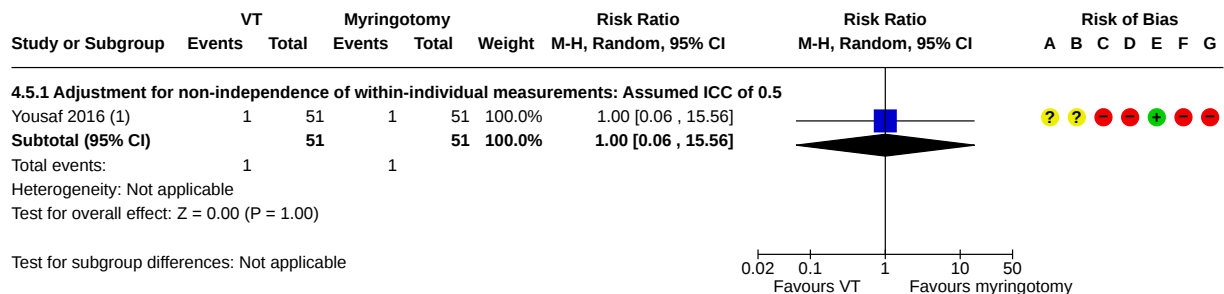 VT Myringotomy Risk Ratio Risk Ratio Risk of Bias
Study or Subgroup Events Total Events Total Weight M-H, Random, 95% CI M-H, Random, 95% CI A B C D E F G
4.5.1 Adjustment for non-independence of within-individual measurements: Assumed ICC of 0.5
Yousaf 2016 (1) 1 51 1 51 100.0% 1.00 [0.06 , 15.56] ? ? − − + − −
Subtotal (95% CI) 51 51 100.0% 1.00 [0.06 , 15.56]
Total events: 1 1
Heterogeneity: Not applicable
Test for overall effect: Z = 0.00 (P = 1.00)
Test for subgroup differences: Not applicable
0.02 0.1 1 10 50
Favours VT Favours myringotomy